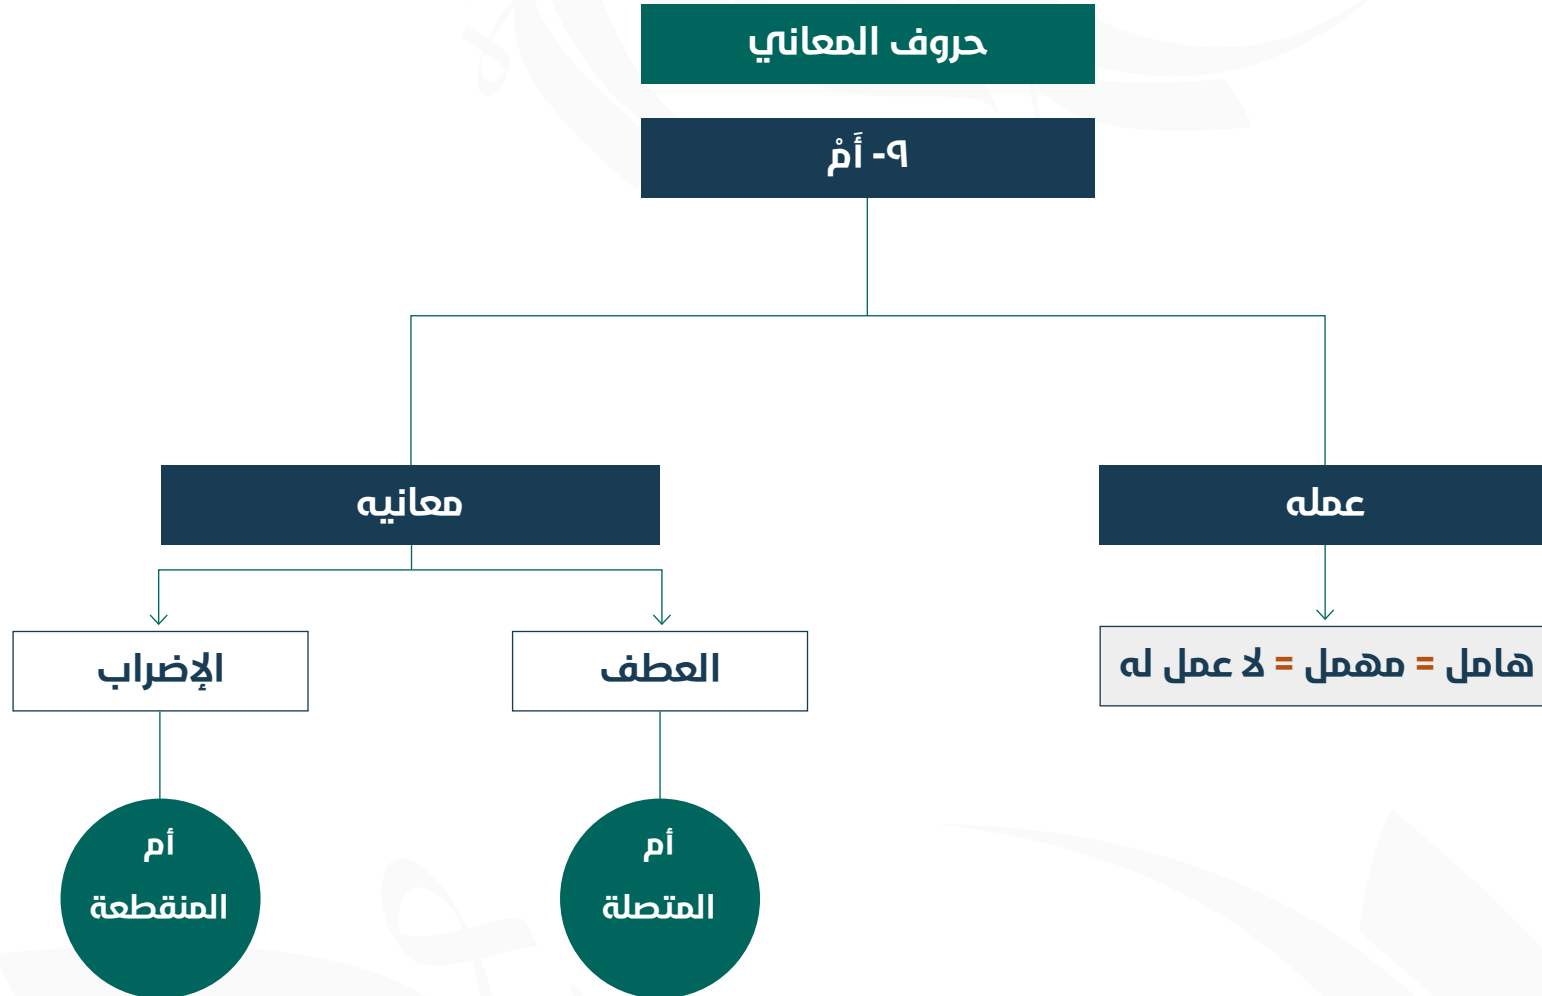 حروف المعاني
٩- أَمْ
عمله
معانيه
هامل = مهمل = لا عمل له
العطف
الإضراب
أم
المتصلة
أم
المنقطعة